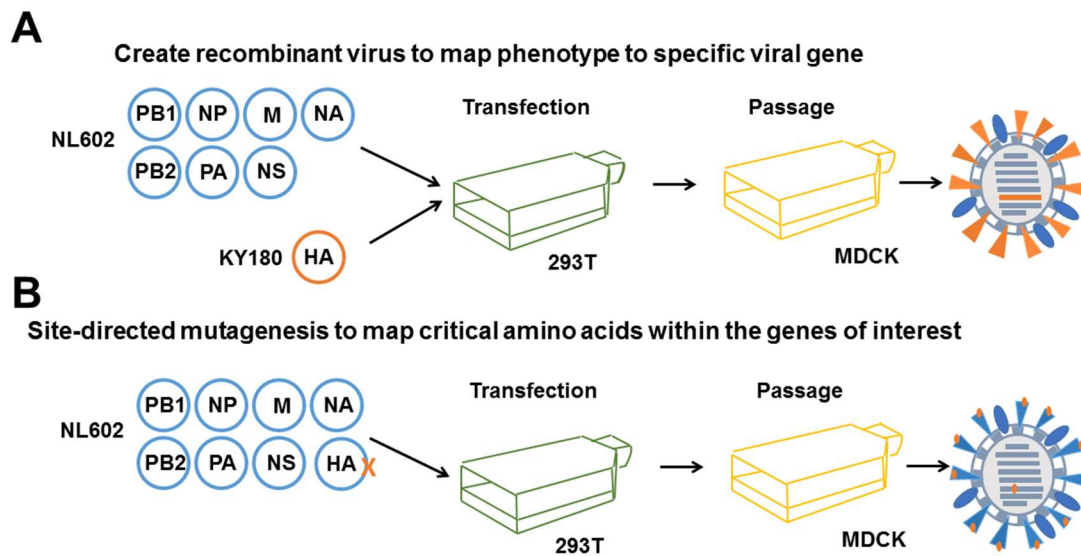 A
Create recombinant virus to map phenotype to specific viral gene
PB1 NP M NA
NL602
PB2 PA NS
KY180 HA
Transfection
293T
Passage
MDCK
B
Site-directed mutagenesis to map critical amino acids within the genes of interest
PB1 NP M NA
NL602
PB2 PA NS HA X
Transfection
293T
Passage
MDCK